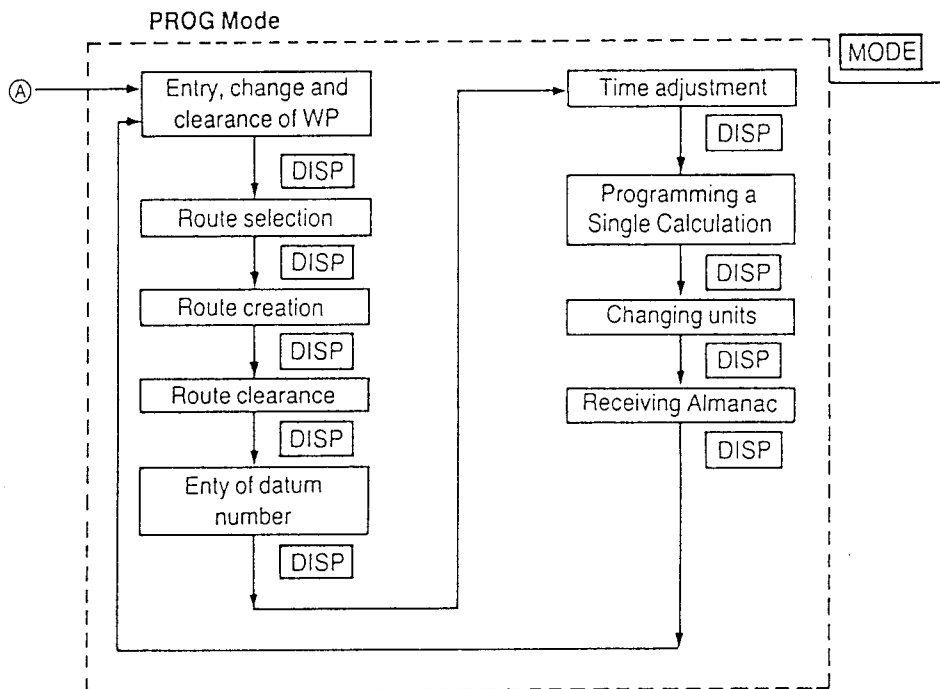 PROG Mode
MODE
Ⓐ
Entry, change and
clearance of WP
DISP
Route selection
DISP
Route creation
DISP
Route clearance
DISP
Enty of datum
number
DISP
Time adjustment
DISP
Programming a
Single Calculation
DISP
Changing units
DISP
Receiving Almanac
DISP